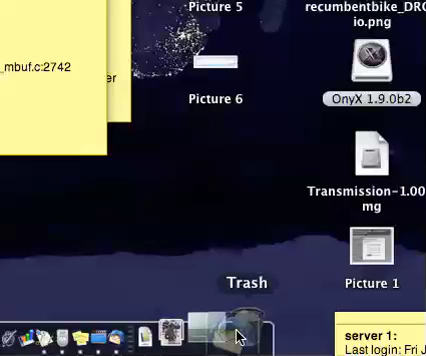 Picture 5
recumbentbike_DRO
io.png
_mbuf.c:2742
er
Picture 6
OnyX 1.9.0b2
Transmission-1.00
mg
Picture 1
Trash
server 1:
Last login: Fri J